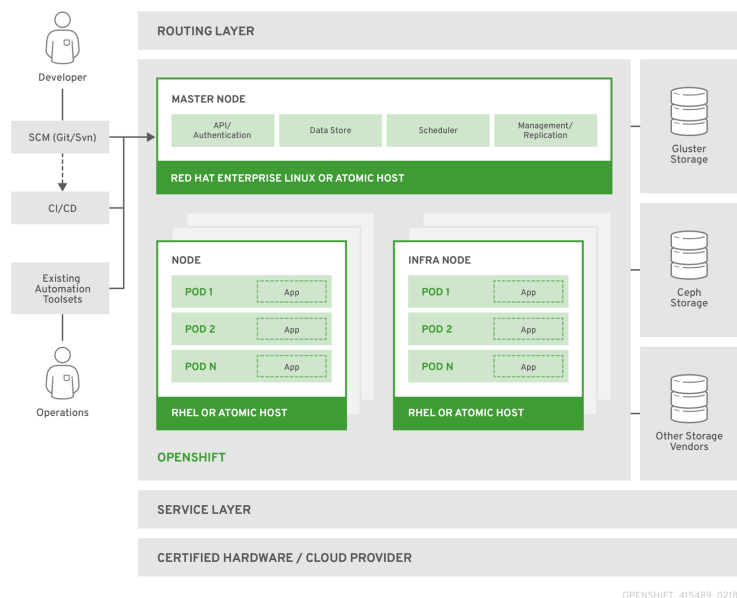 ROUTING LAYER
Developer
SCM (Git/Svn)
CI/CD
Existing
Automation
Toolsets
Operations
MASTER NODE
API/
Authentication
Data Store
Scheduler
Management/
Replication
RED HAT ENTERPRISE LINUX OR ATOMIC HOST
NODE
POD 1
App
POD 2
App
POD N
App
RHEL OR ATOMIC HOST
INFRA NODE
POD 1
App
POD 2
App
POD N
App
RHEL OR ATOMIC HOST
OPENSHIFT
Gluster
Storage
Ceph
Storage
Other Storage
Vendors
SERVICE LAYER
CERTIFIED HARDWARE / CLOUD PROVIDER
OPENSHIFT_415489_0218